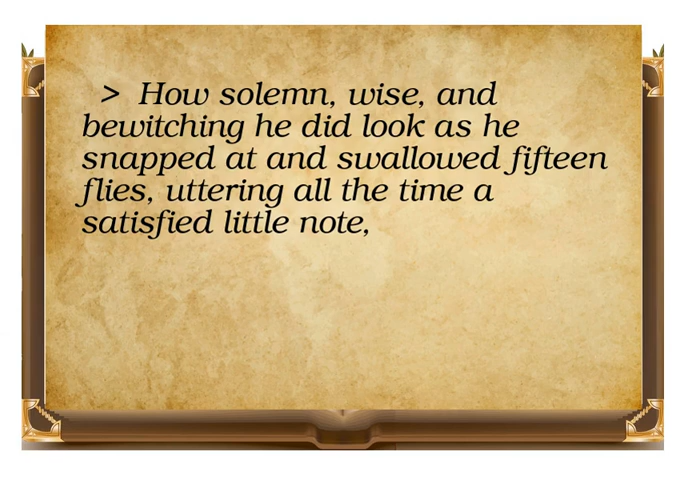 > How solemn, wise, and
bewitching he did look as he
snapped at and swallowed fifteen
flies, uttering all the time a
satisfied little note,